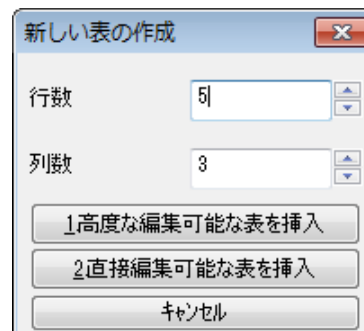 新しい表の作成
行数 5
列数 3
1高度な編集可能な表を挿入
2直接編集可能な表を挿入
キャンセル